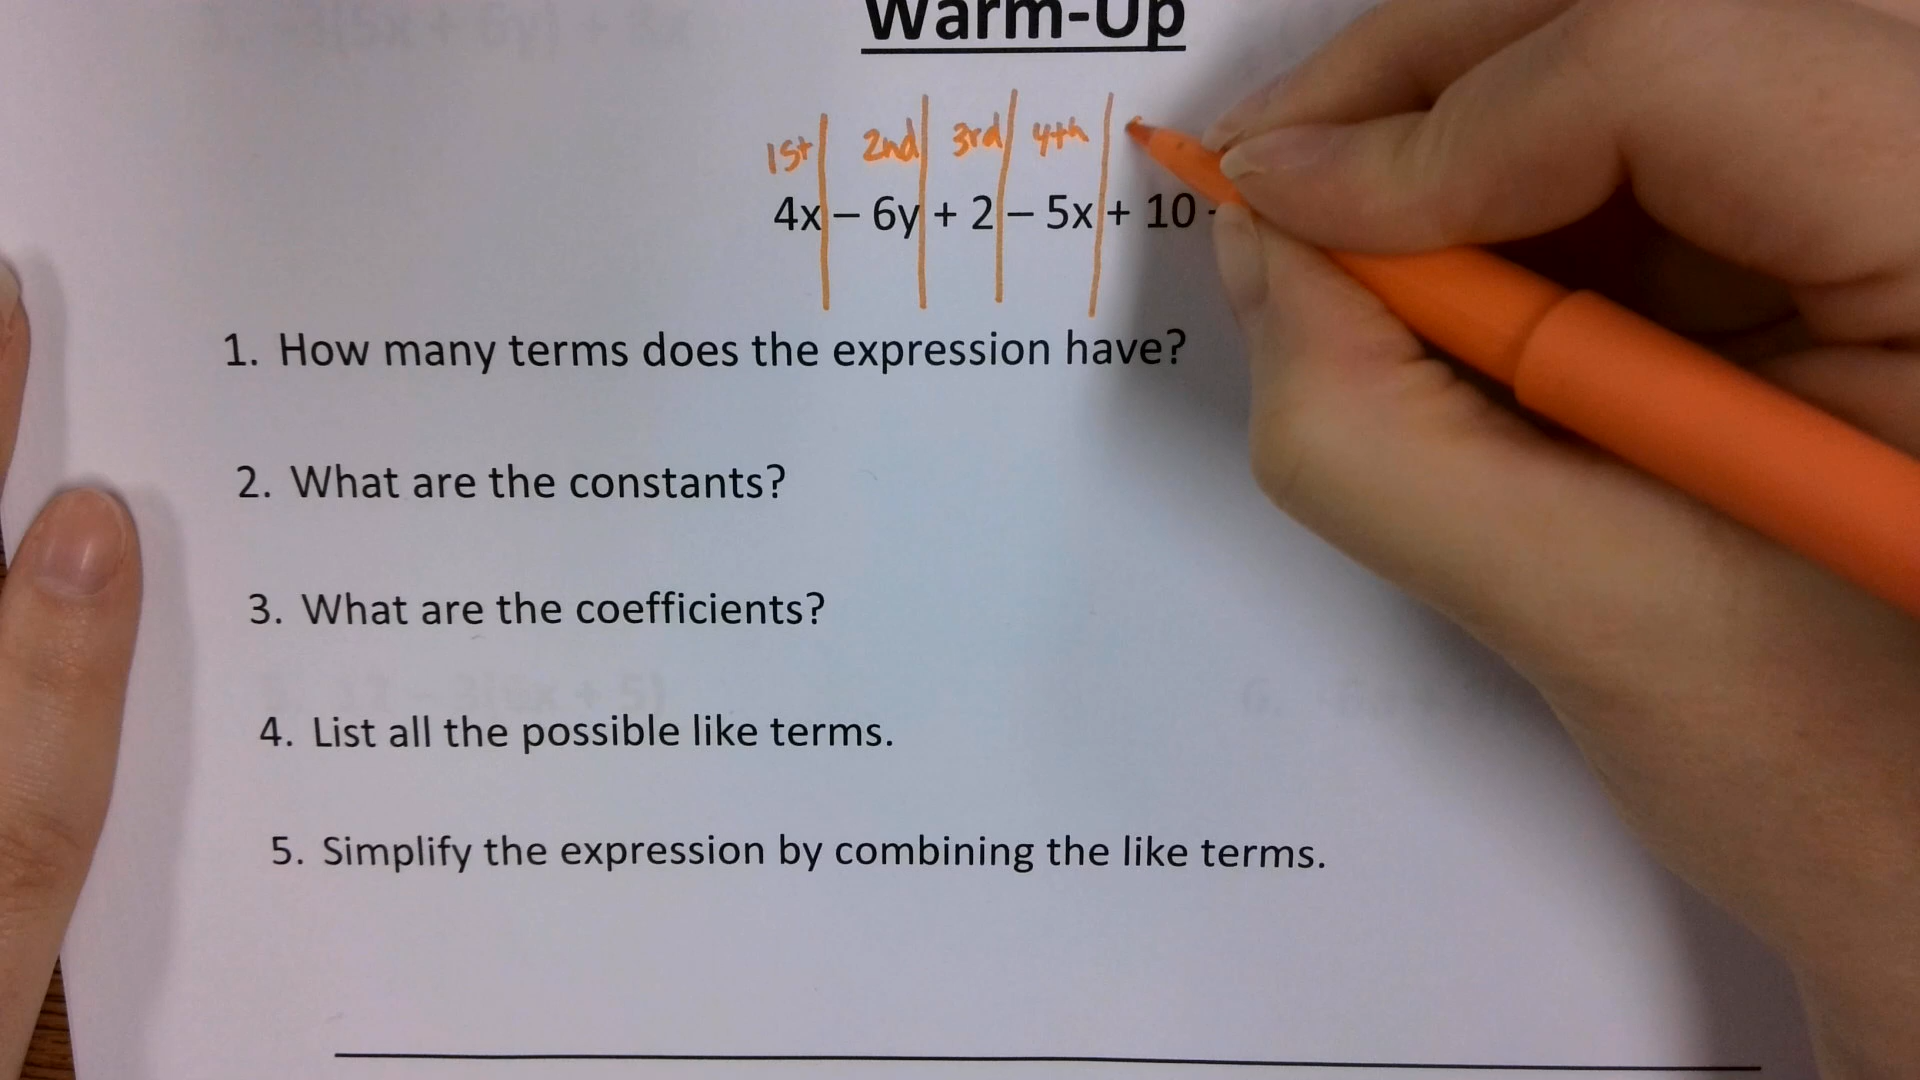 Warm-Up
1st 2nd 3rd 4th
4x – 6y + 2 – 5x + 10
1. How many terms does the expression have?
2. What are the constants?
3. What are the coefficients?
4. List all the possible like terms.
5. Simplify the expression by combining the like terms.